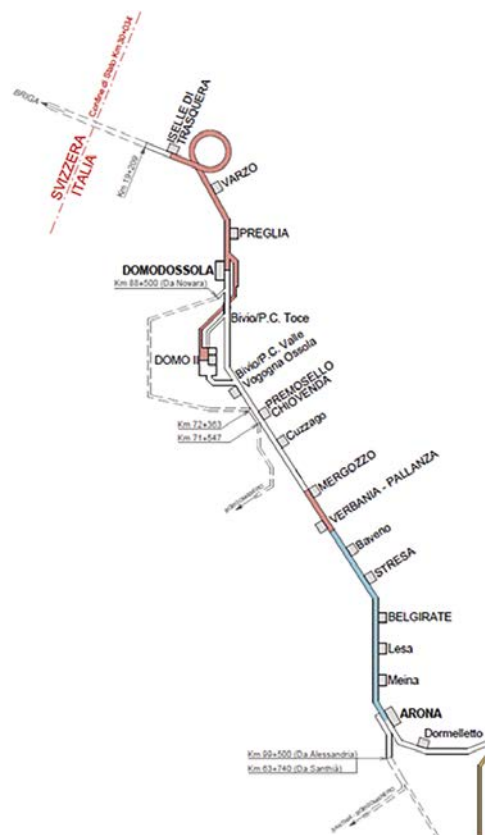 Confine di Stato Km 30+034
BRIGA
SVIZZERA
ITALIA
Km 19+209
ISELLE DI
TRASQUERA
VARZO
PREGLIA
DOMODOSSOLA
Km 88+500 (Da Novara)
Bivio/P.C. Toce
DOMO II
Bivio/P.C. Valle
Vogogna Ossola
PREMOSELLO
CHIOVENDA
Km 72+363
Km 71+547
Cuzzago
MERGOZZO
VERBANIA - PALLANZA
Baveno
STRESA
BELGIRATE
Lesa
Meina
ARONA
Dormelletto
Km 99+500 (Da Alessandria)
Km 63+740 (Da Santhià)